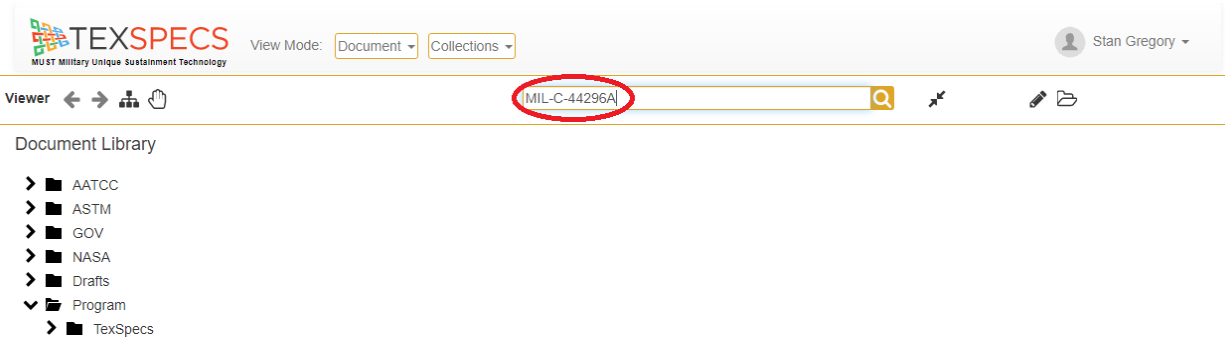 TEXSPECS
MUST Military Unique Sustainment Technology
View Mode: Document Collections
Stan Gregory
Viewer
MIL-C-44296A
Document Library
AATCC
ASTM
GOV
NASA
Drafts
Program
TexSpecs